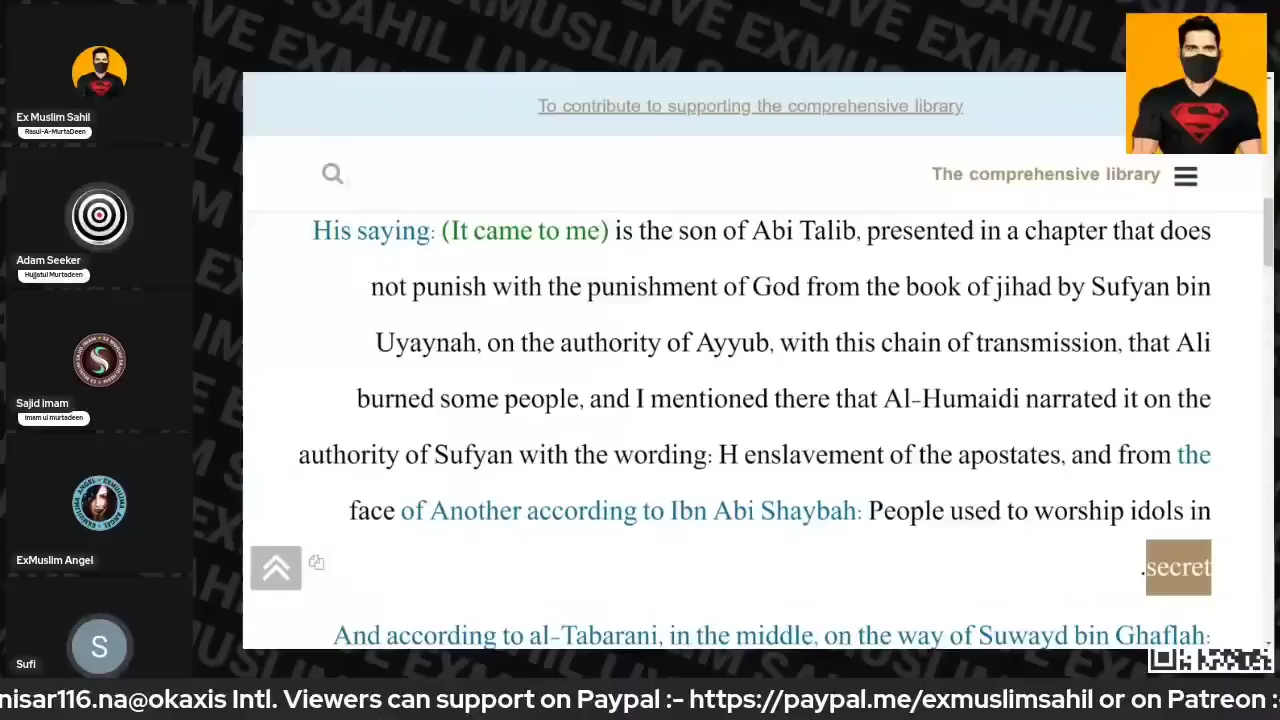 Ex Muslim Sahil
Rasul-A-MurtaDeen
Adam Seeker
Hujjatul Murtadeen
Sajid Imam
Imam ul murtadeen
ExMuslim Angel
S
Sufi
To contribute to supporting the comprehensive library
The comprehensive library
His saying: (It came to me) is the son of Abi Talib, presented in a chapter that does
not punish with the punishment of God from the book of jihad by Sufyan bin
Uyaynah, on the authority of Ayyub, with this chain of transmission, that Ali
burned some people, and I mentioned there that Al-Humaidi narrated it on the
authority of Sufyan with the wording: H enslavement of the apostates, and from the
face of Another according to Ibn Abi Shaybah: People used to worship idols in
.secret
And according to al-Tabarani, in the middle, on the way of Suwayd bin Ghaflah:
nisar116.na@okaxis Intl. Viewers can support on Paypal :- https://paypal.me/exmuslimsahil or on Patreon :